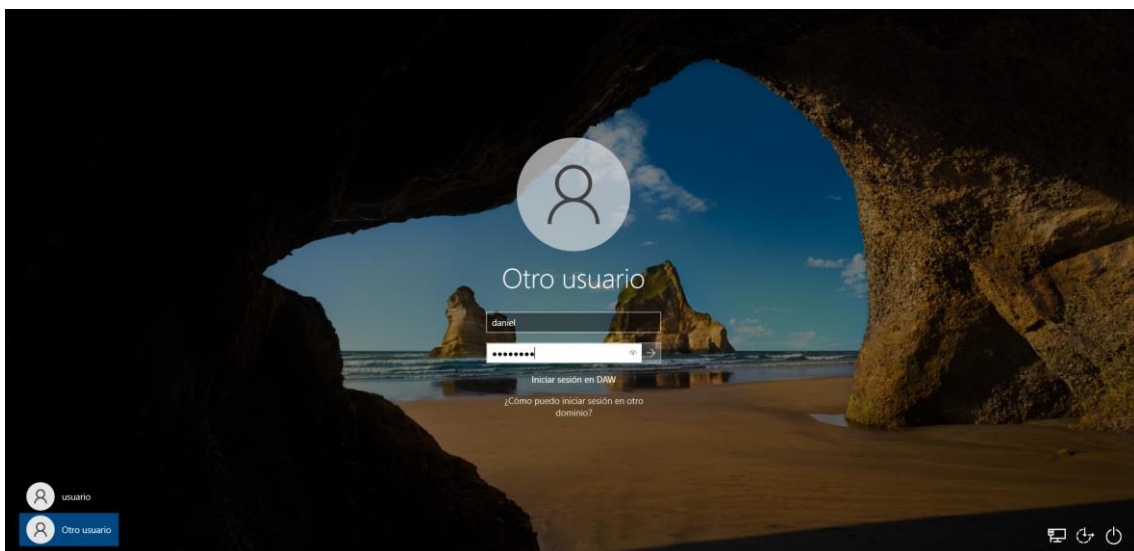 Otro usuario
daniel
••••••••
Iniciar sesión en DAW
¿Cómo puedo iniciar sesión en otro
dominio?
usuario
Otro usuario